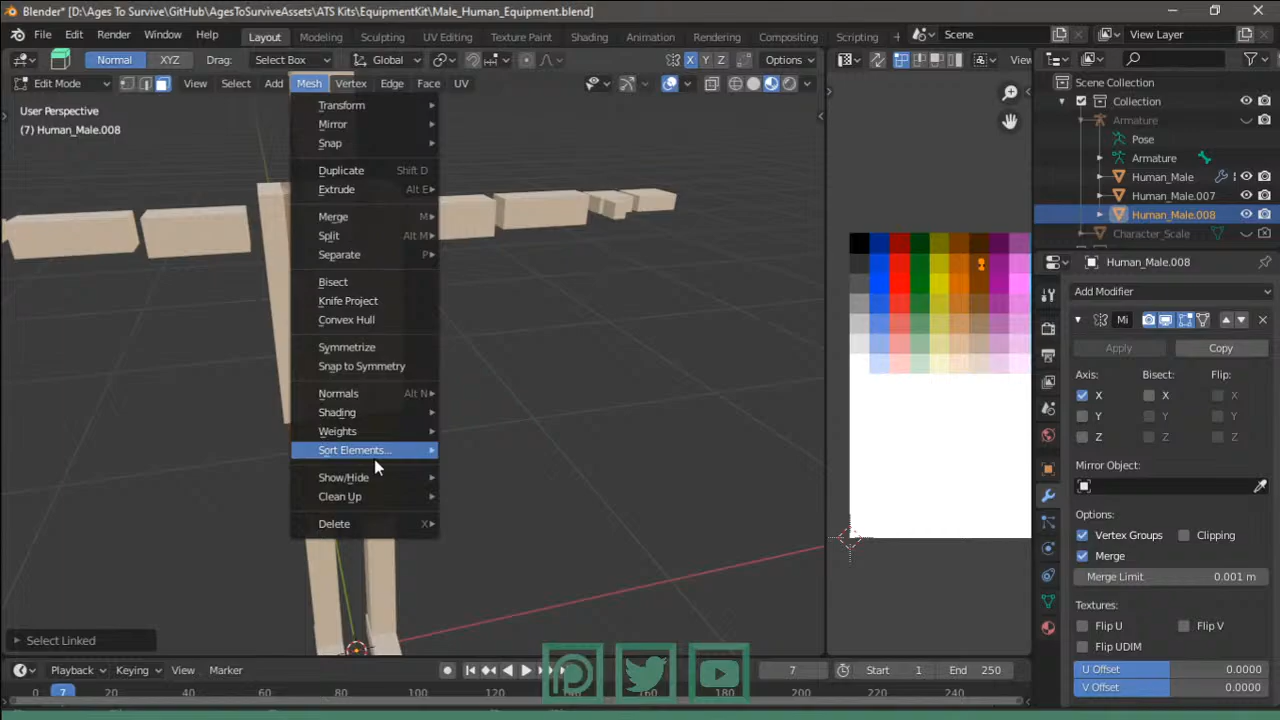 Blender* [D:\Ages To Survive\GitHub\AgesToSurviveAssets\ATS Kits\EquipmentKit\Male_Human_Equipment.blend]
File Edit Render Window Help Layout Modeling Sculpting UV Editing Texture Paint Shading Animation Rendering Compositing Scripting Scene View Layer
Normal XYZ Drag: Select Box Global X Y Z Options
Edit Mode View Select Add Mesh Vertex Edge Face UV
User Perspective
(7) Human_Male.008
Transform
Mirror
Snap
Duplicate Shift D
Extrude Alt E
Merge M
Split Alt M
Separate P
Bisect
Knife Project
Convex Hull
Symmetrize
Snap to Symmetry
Normals Alt N
Shading
Weights
Sort Elements...
Show/Hide
Clean Up
Delete X
Select Linked
Scene Collection
Collection
Armature
Pose
Armature
Human_Male
Human_Male.007
Human_Male.008
Character_Scale
Human_Male.008
Add Modifier
Mi
Apply Copy
Axis: Bisect: Flip:
X X X
Y Y Y
Z Z Z
Mirror Object:
Options:
Vertex Groups Clipping
Merge
Merge Limit. 0.001 m
Textures:
Flip U Flip V
Flip UDIM
U Offset 0.0000
V Offset 0.0000
Playback Keying View Marker 7 Start 1 End 250
0 7 20 40 60 80 100 120 140 160 180 200 220 240